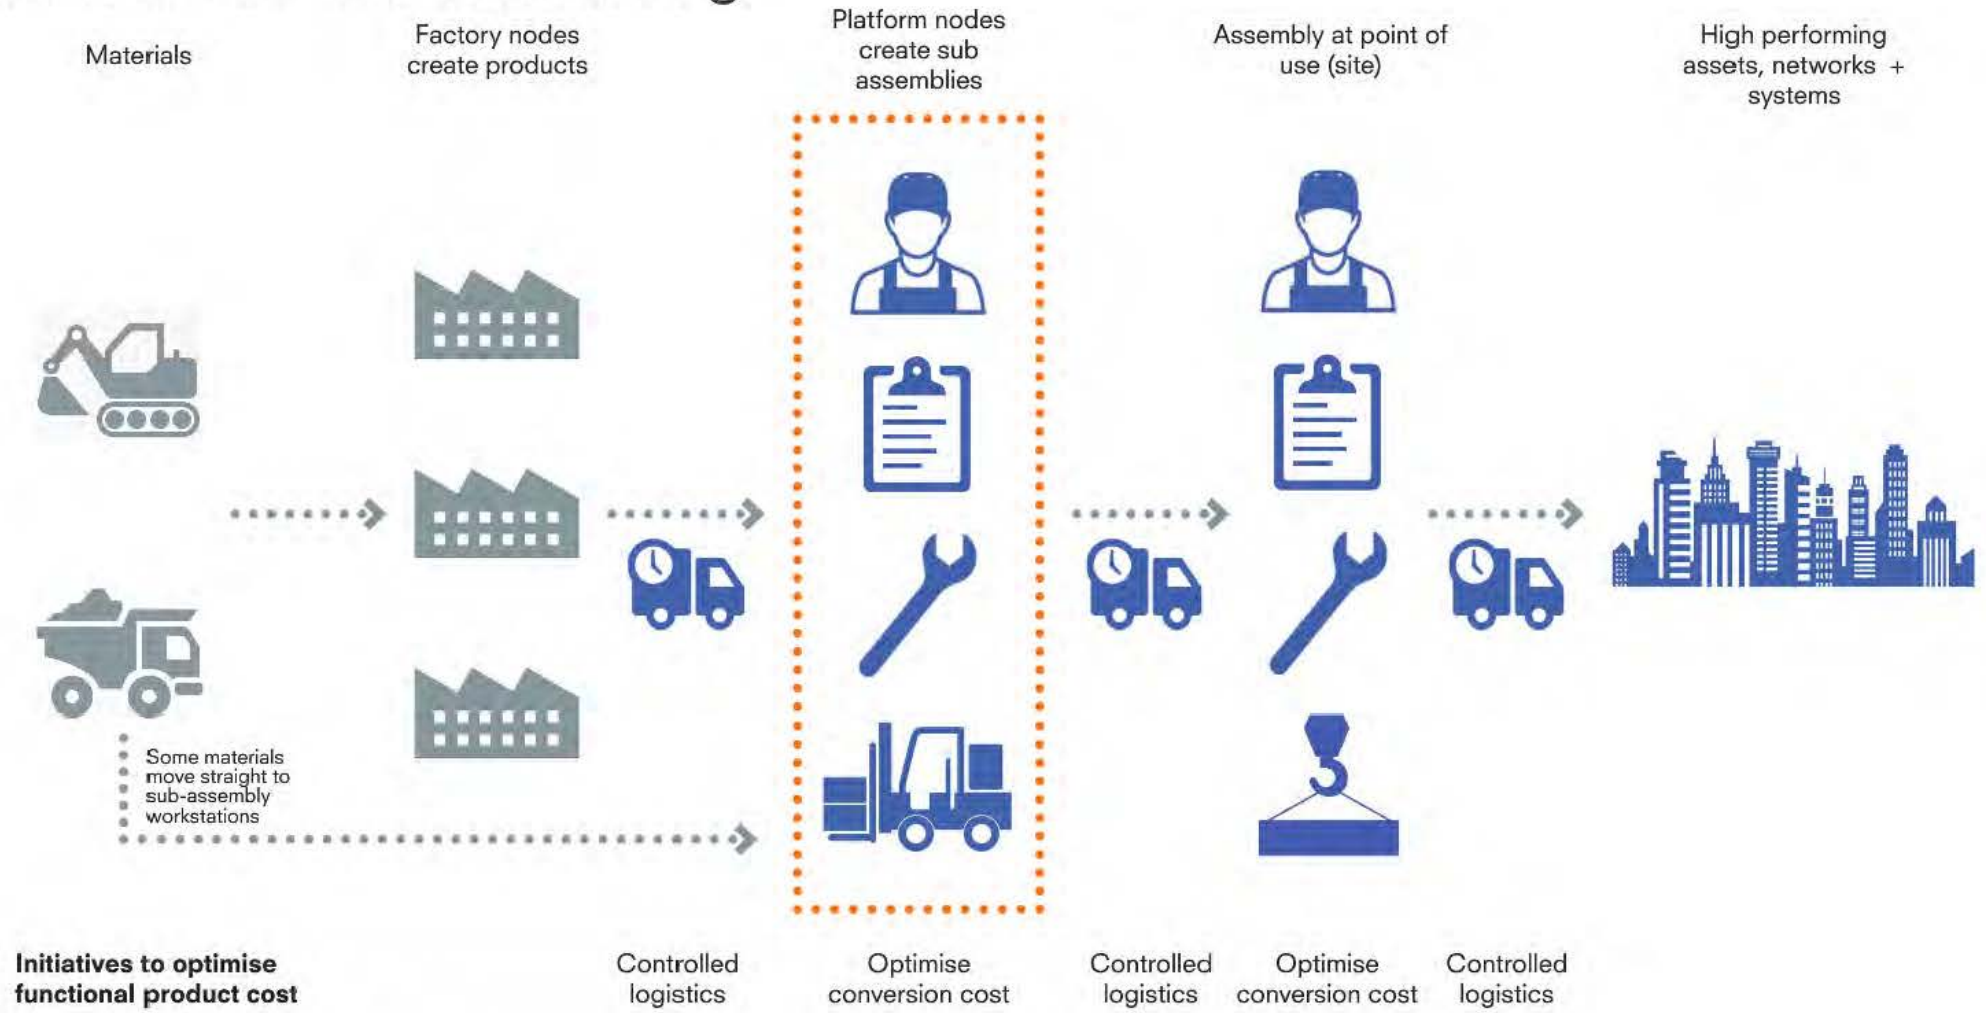 Materials
Factory nodes
create products
Platform nodes
create sub
assemblies
Assembly at point of
use (site)
High performing
assets, networks +
systems
Some materials
move straight to
sub-assembly
workstations
Initiatives to optimise
functional product cost
Controlled
logistics
Optimise
conversion cost
Controlled
logistics
Optimise
conversion cost
Controlled
logistics